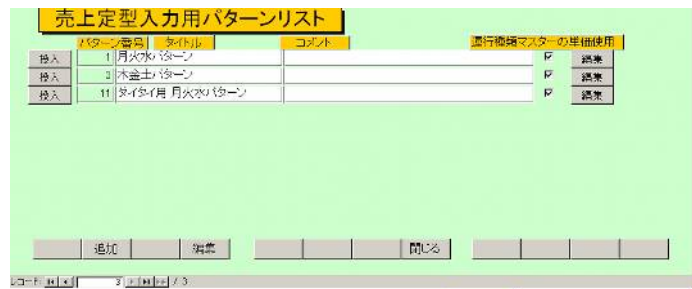 売上定型入力用パターンリスト
パターン番号 タイトル コメント 運行種類マスターの単価使用
投入 1 月火水パターン 編集
投入 3 木金土パターン 編集
投入 11 タイタイ用 月火水パターン 編集
追加 編集 閉じる
レコード: 3 / 3